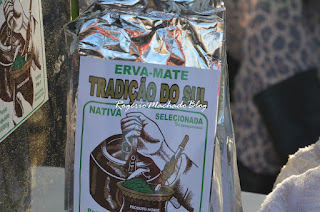 ERVA-MATE
TRADIÇÃO DO SUL
Rogério Machado Blog
NATIVA
SELECIONADA